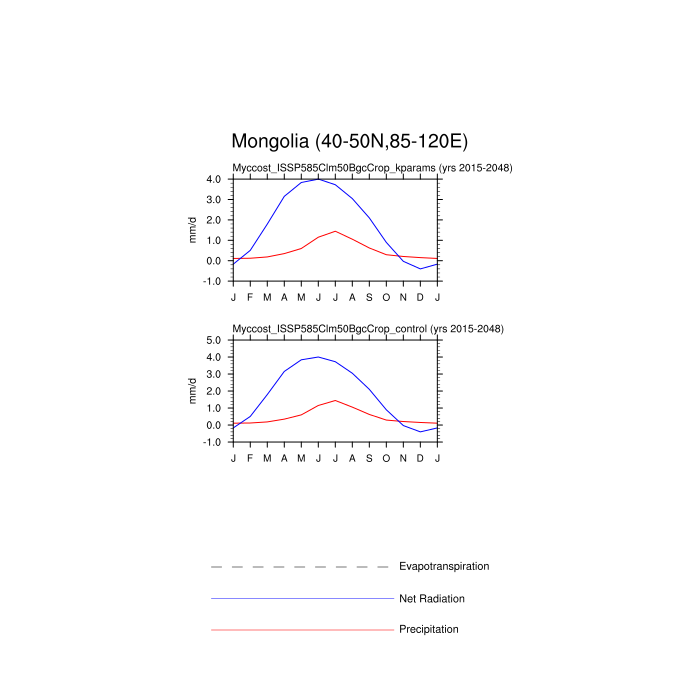 Mongolia (40-50N,85-120E)
Myccost_ISSP585Clm50BgcCrop_kparams (yrs 2015-2048)
4.0
3.0
2.0
1.0
0.0
-1.0
mm/d
J F M A M J J A S O N D J
Myccost_ISSP585Clm50BgcCrop_control (yrs 2015-2048)
5.0
4.0
3.0
2.0
1.0
0.0
-1.0
mm/d
J F M A M J J A S O N D J
Evapotranspiration
Net Radiation
Precipitation